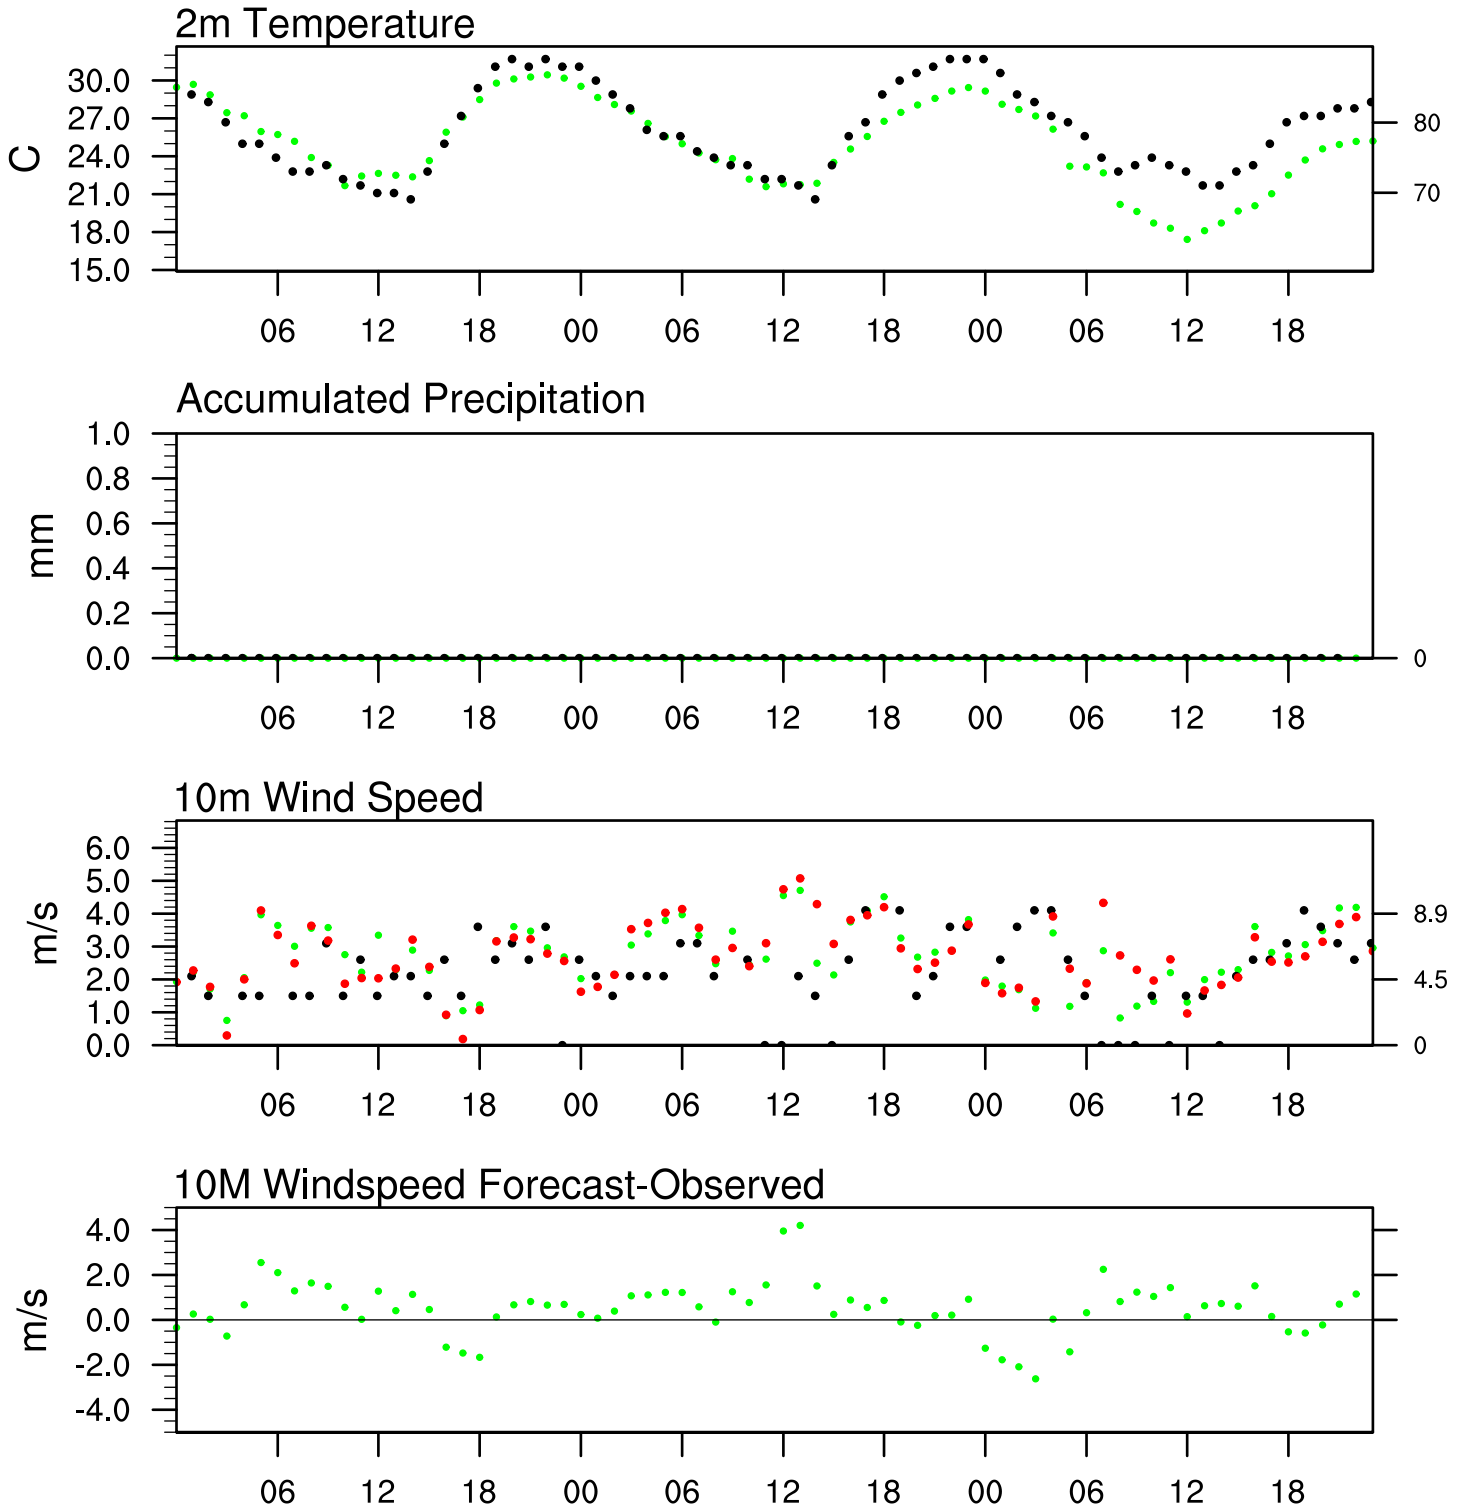 2m Temperature
C
30.0
27.0
24.0
21.0
18.0
15.0
80
70
06 12 18 00 06 12 18 00 06 12 18
Accumulated Precipitation
mm
1.0
0.8
0.6
0.4
0.2
0.0
0
06 12 18 00 06 12 18 00 06 12 18
10m Wind Speed
m/s
6.0
5.0
4.0
3.0
2.0
1.0
0.0
8.9
4.5
0
06 12 18 00 06 12 18 00 06 12 18
10M Windspeed Forecast-Observed
m/s
4.0
2.0
0.0
-2.0
-4.0
06 12 18 00 06 12 18 00 06 12 18